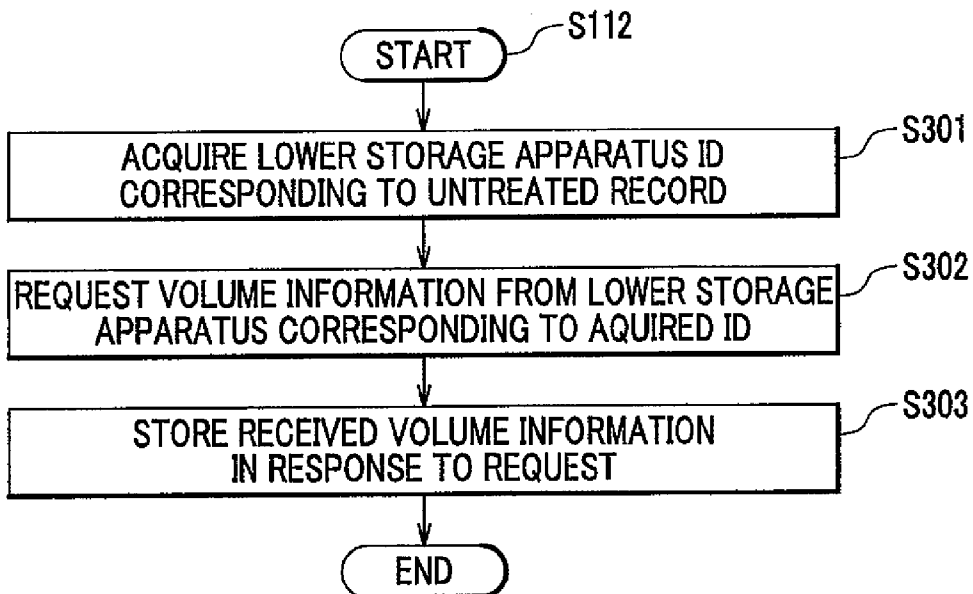 START
S112
ACQUIRE LOWER STORAGE APPARATUS ID
CORRESPONDING TO UNTREATED RECORD
S301
REQUEST VOLUME INFORMATION FROM LOWER STORAGE
APPARATUS CORRESPONDING TO AQUIRED ID
S302
STORE RECEIVED VOLUME INFORMATION
IN RESPONSE TO REQUEST
S303
END